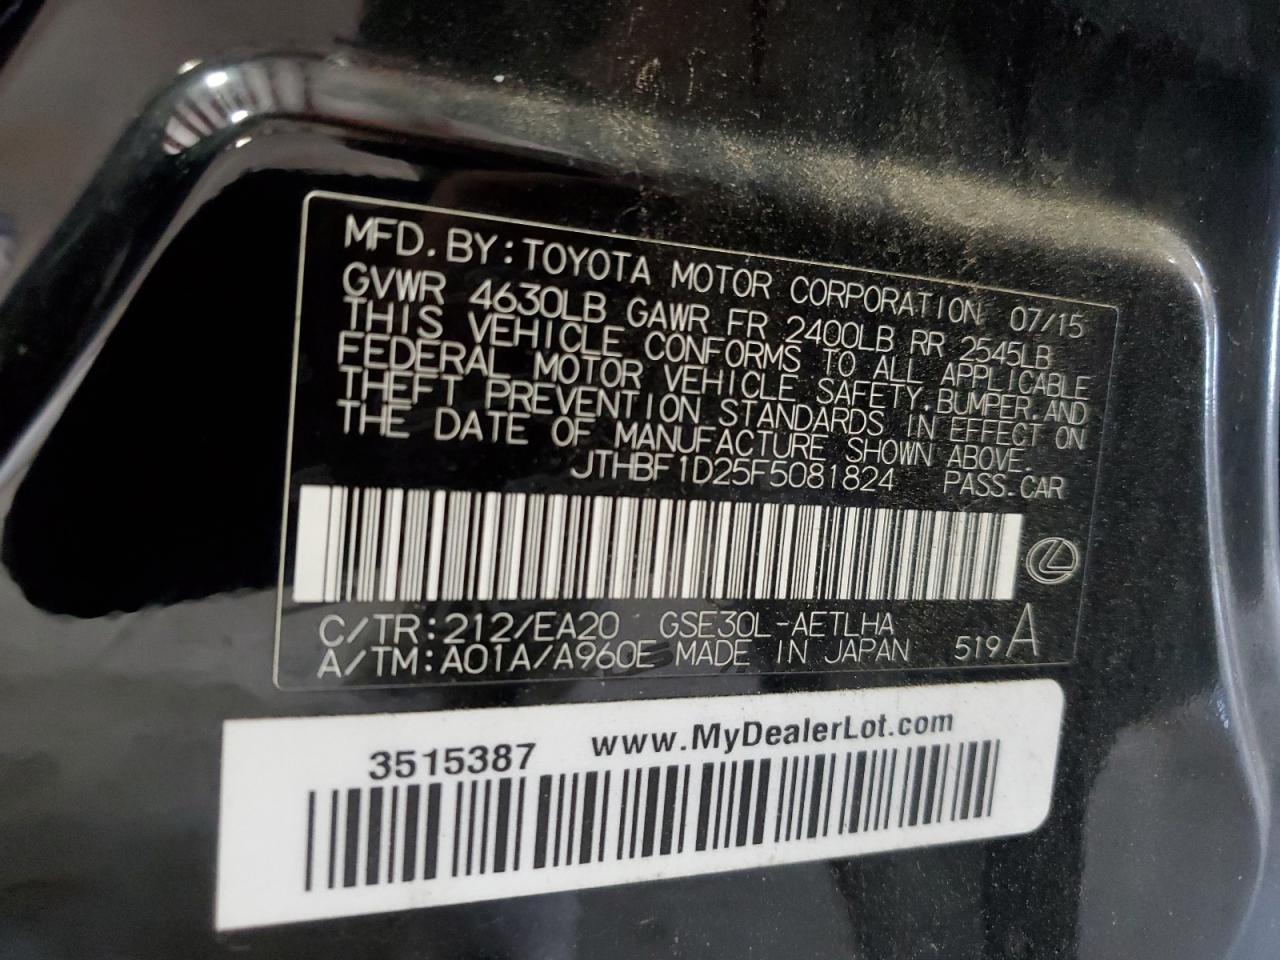 MFD. BY: TOYOTA MOTOR CORPORATION 07/15
GVWR 4630LB GAWR FR 2400LB RR 2545LB
THIS VEHICLE CONFORMS TO ALL APPLICABLE
FEDERAL MOTOR VEHICLE SAFETY, BUMPER, AND
THEFT PREVENTION STANDARDS IN EFFECT ON
THE DATE OF MANUFACTURE SHOWN ABOVE.
JTHBF1D25F5081824 PASS. CAR
C/TR: 212/EA20 GSE30L-AETLHA
A/TM: A01A/A960E MADE IN JAPAN 519 A
3515387 www.MyDealerLot.com